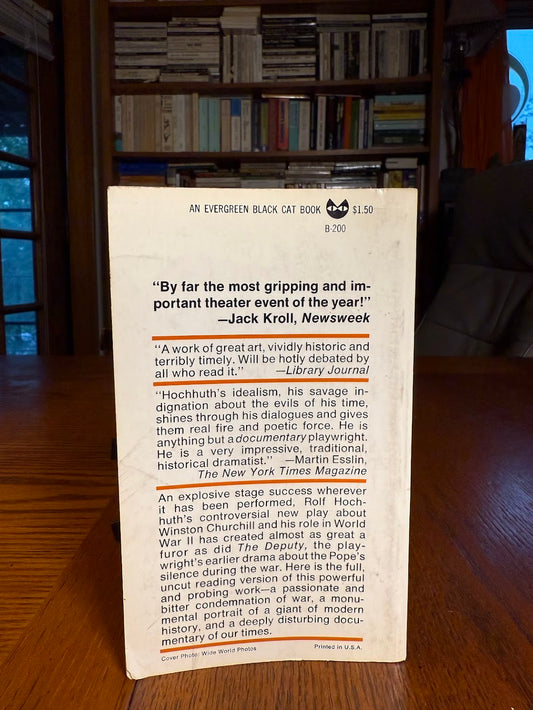 AN EVERGREEN BLACK CAT BOOK $1.50
B-200
"By far the most gripping and im-
portant theater event of the year!"
—Jack Kroll, Newsweek
"A work of great art, vividly historic and
terribly timely. Will be hotly debated by
all who read it." —Library Journal
"Hochhuth's idealism, his savage in-
dignation about the evils of his time,
shines through his dialogues and gives
them real fire and poetic force. He is
anything but a documentary playwright.
He is a very impressive, traditional,
historical dramatist." —Martin Esslin,
The New York Times Magazine
An explosive stage success wherever
it has been performed, Rolf Hoch-
huth's controversial new play about
Winston Churchill and his role in World
War II has created almost as great a
furor as did The Deputy, the play-
wright's earlier drama about the Pope's
silence during the war. Here is the full,
uncut reading version of this powerful
and probing work—a passionate and
bitter condemnation of war, a monu-
mental portrait of a giant of modern
history, and a deeply disturbing docu-
mentary of our times.
Cover Photo: Wide World Photos Printed in U.S.A.